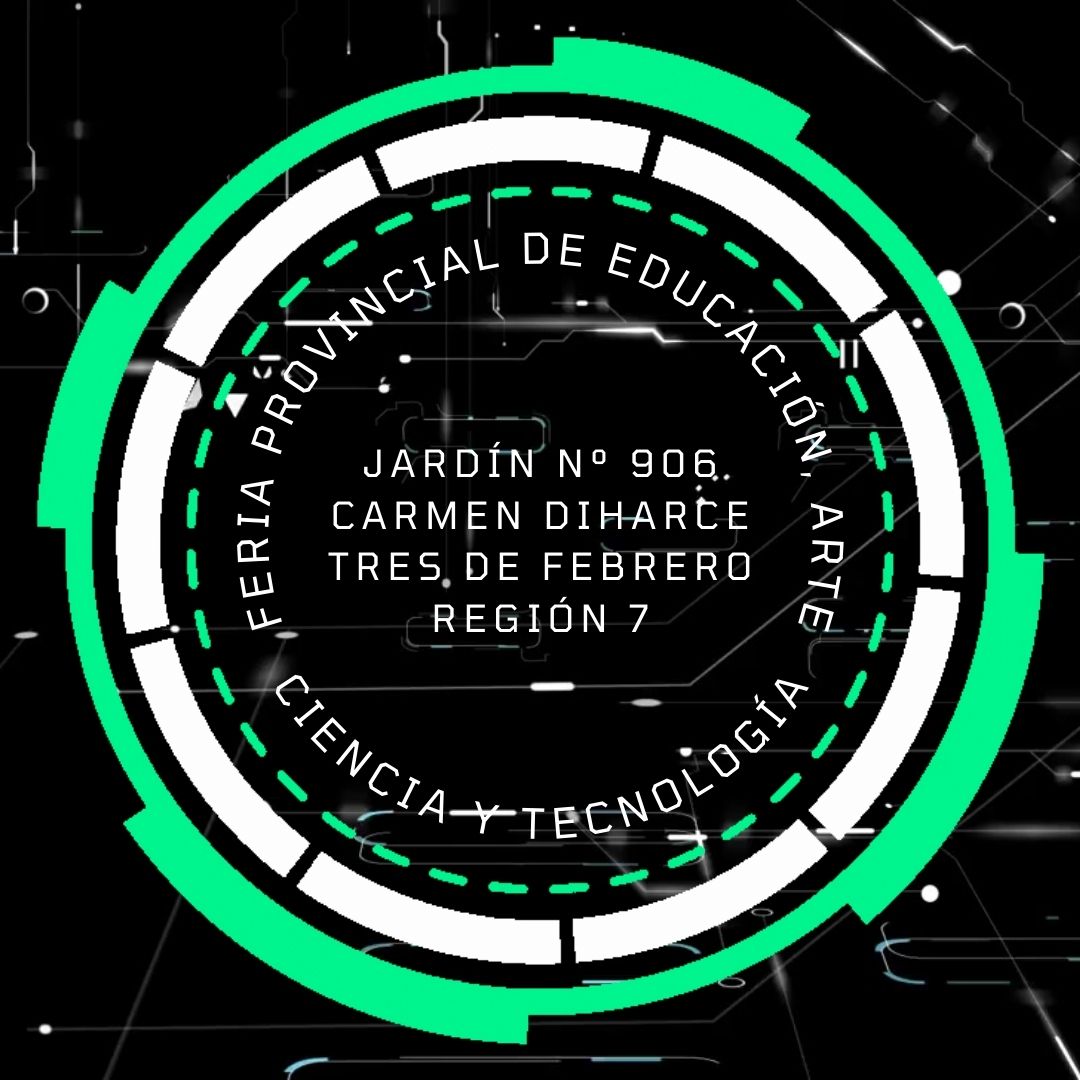 FERIA PROVINCIAL DE EDUCACIÓN, ARTE
JARDÍN Nº 906
CARMEN DIHARCE
TRES DE FEBRERO
REGIÓN 7
CIENCIA Y TECNOLOGÍA